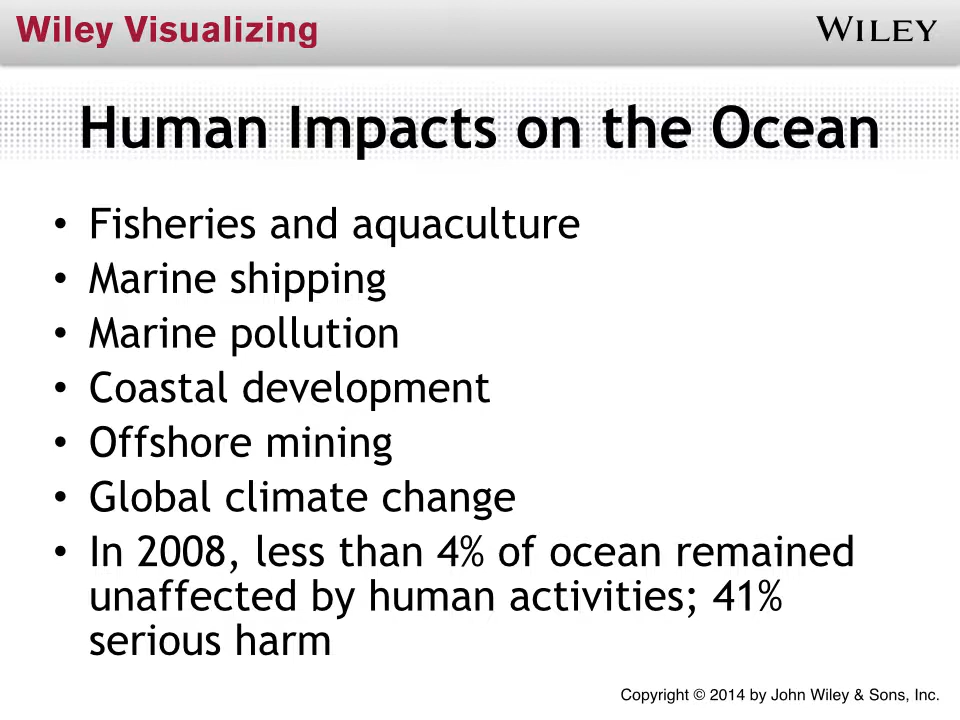 Wiley Visualizing
WILEY
Human Impacts on the Ocean
• Fisheries and aquaculture
• Marine shipping
• Marine pollution
• Coastal development
• Offshore mining
• Global climate change
• In 2008, less than 4% of ocean remained
unaffected by human activities; 41%
serious harm
Copyright © 2014 by John Wiley & Sons, Inc.